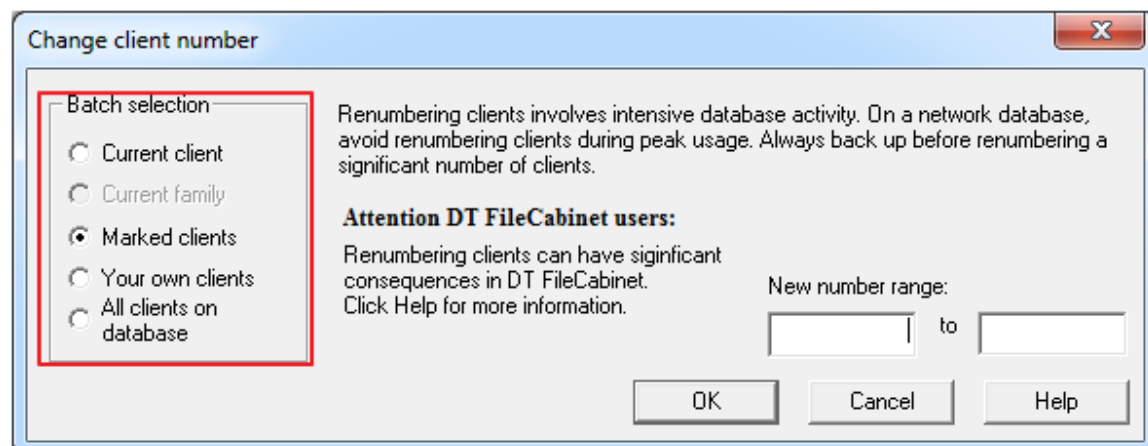 Change client number
Batch selection
Current client
Current family
Marked clients
Your own clients
All clients on
database
Renumbering clients involves intensive database activity. On a network database,
avoid renumbering clients during peak usage. Always back up before renumbering a
significant number of clients.
Attention DT FileCabinet users:
Renumbering clients can have siginficant
consequences in DT FileCabinet.
Click Help for more information.
New number range:
to
OK
Cancel
Help